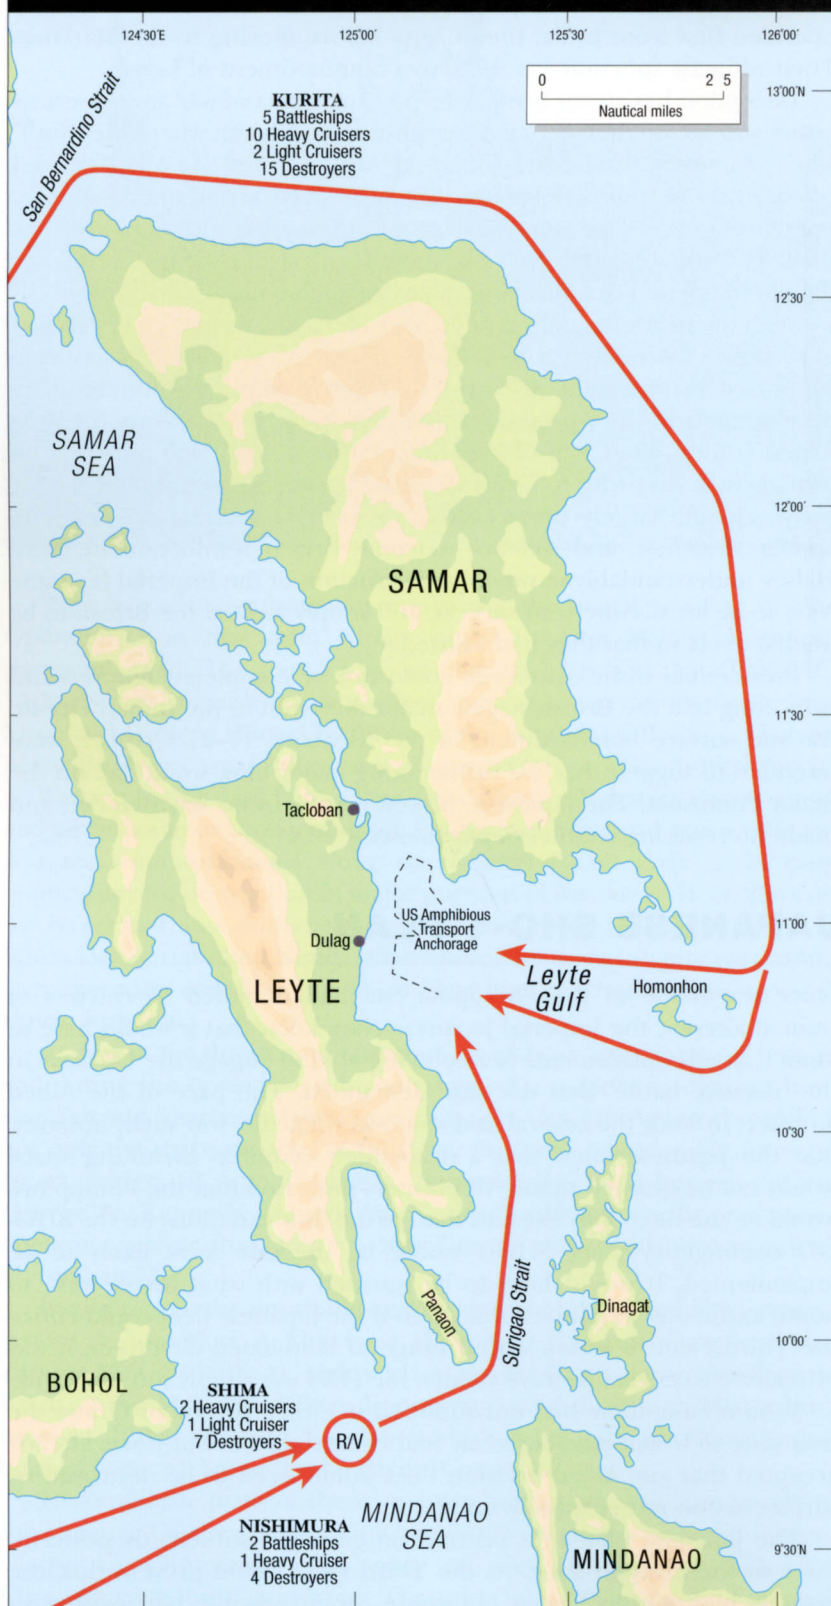 124°30'E
125°00'
125°30'
126°00'
0
2 5
Nautical miles
13°00'N
San Bernardino Strait
KURITA
5 Battleships
10 Heavy Cruisers
2 Light Cruisers
15 Destroyers
12°30'
SAMAR
SEA
12°00'
SAMAR
11°30'
Tacloban
US Amphibious
Transport
Anchorage
11°00'
Dulag
LEYTE
Leyte
Gulf
Homonhon
10°30'
Surigao Strait
Panaon
Dinagat
10°00'
BOHOL
SHIMA
2 Heavy Cruisers
1 Light Cruiser
7 Destroyers
R/V
MINDANAO
SEA
NISHIMURA
2 Battleships
1 Heavy Cruiser
4 Destroyers
MINDANAO
9°30'N